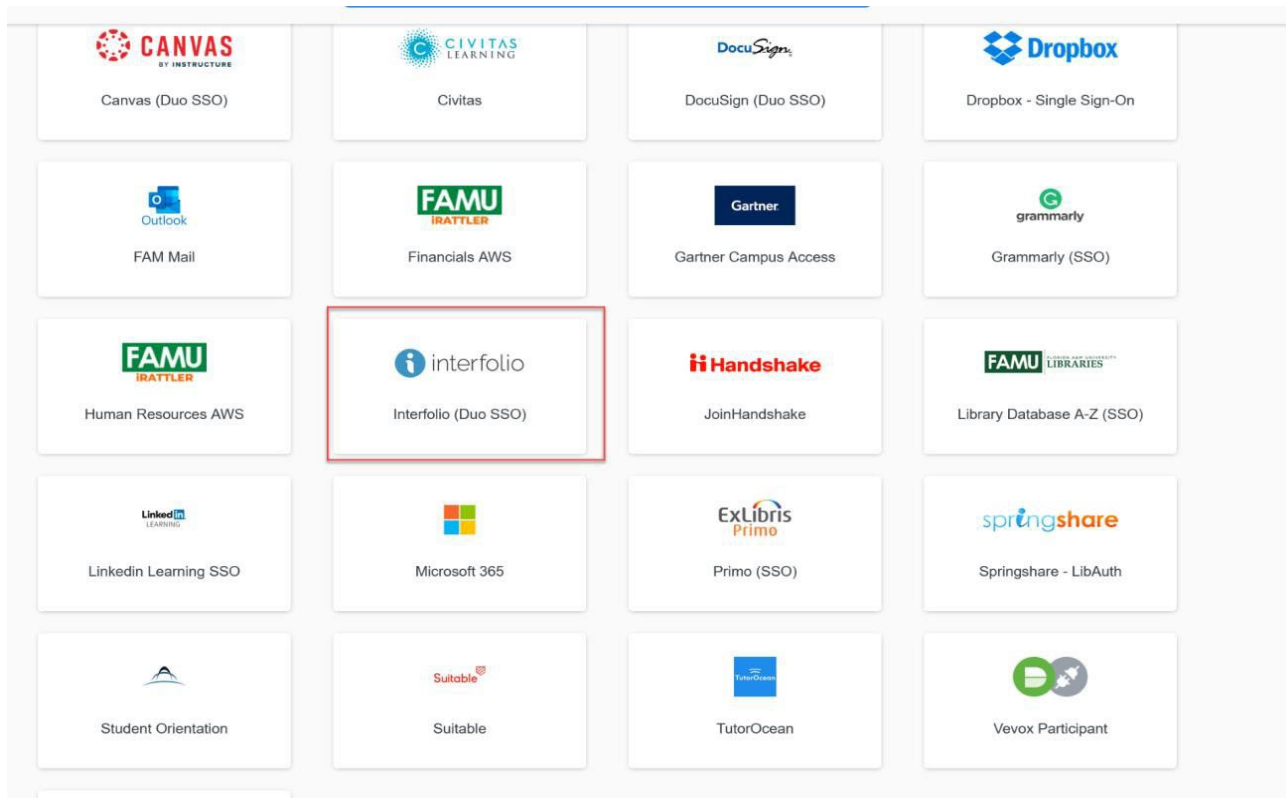 CANVAS
BY INSTRUCTURE
Canvas (Duo SSO)
C
CIVITAS
LEARNING
Civitas
DocuSign
DocuSign (Duo SSO)
Dropbox
Dropbox - Single Sign-On
Outlook
FAM Mail
FAMU
iRATTLER
Financials AWS
Gartner
Gartner Campus Access
grammarly
Grammarly (SSO)
FAMU
iRATTLER
Human Resources AWS
interfolio
Interfolio (Duo SSO)
Handshake
JoinHandshake
FAMU FLORIDA A&M UNIVERSITY
LIBRARIES
Library Database A-Z (SSO)
Linked in
LEARNING
Linkedin Learning SSO
Microsoft 365
ExLibris
Primo
Primo (SSO)
springshare
Springshare - LibAuth
Student Orientation
Suitable
Suitable
TutorOcean
TutorOcean
Vevox Participant